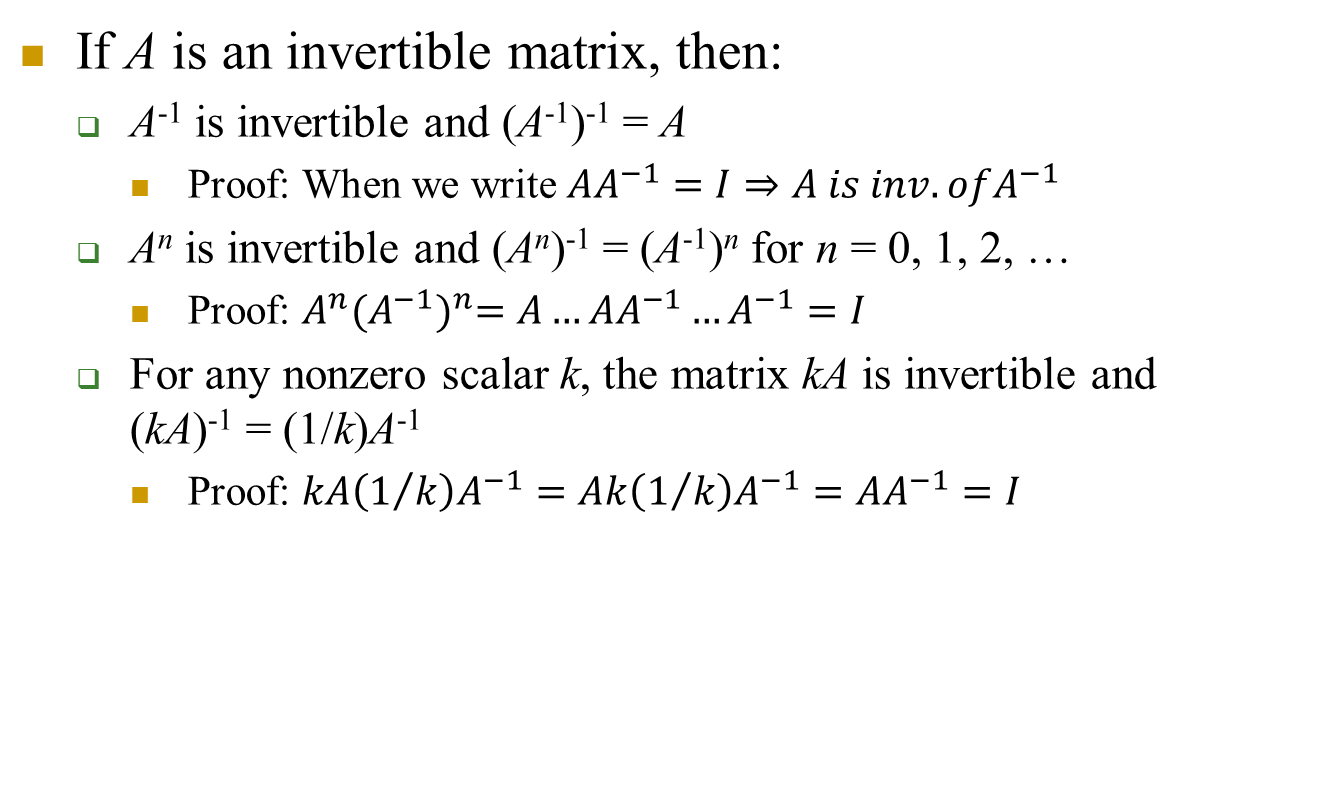 If A is an invertible matrix, then:
A⁻¹ is invertible and (A⁻¹)⁻¹ = A
Proof: When we write AA⁻¹ = I ⇒ A is inv. of A⁻¹
Aⁿ is invertible and (Aⁿ)⁻¹ = (A⁻¹)ⁿ for n = 0, 1, 2, …
Proof: Aⁿ(A⁻¹)ⁿ= A … AA⁻¹ … A⁻¹ = I
For any nonzero scalar k, the matrix kA is invertible and
(kA)⁻¹ = (1/k)A⁻¹
Proof: kA(1/k)A⁻¹ = Ak(1/k)A⁻¹ = AA⁻¹ = I